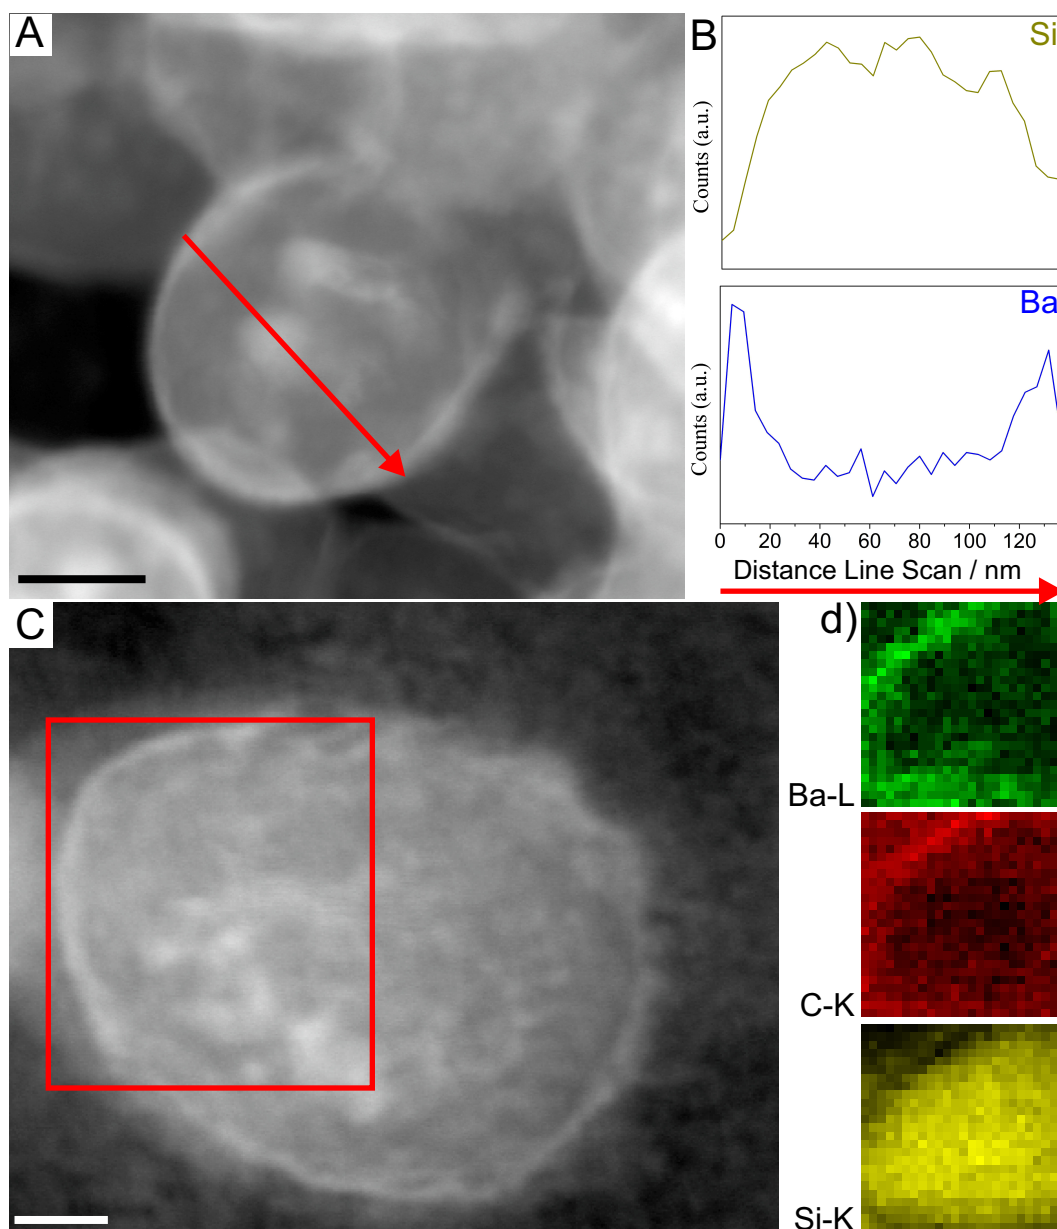 A
B
Si
Counts (a.u.)
Ba
Counts (a.u.)
0 20 40 60 80 100 120
Distance Line Scan / nm
C
d)
Ba-L
C-K
Si-K